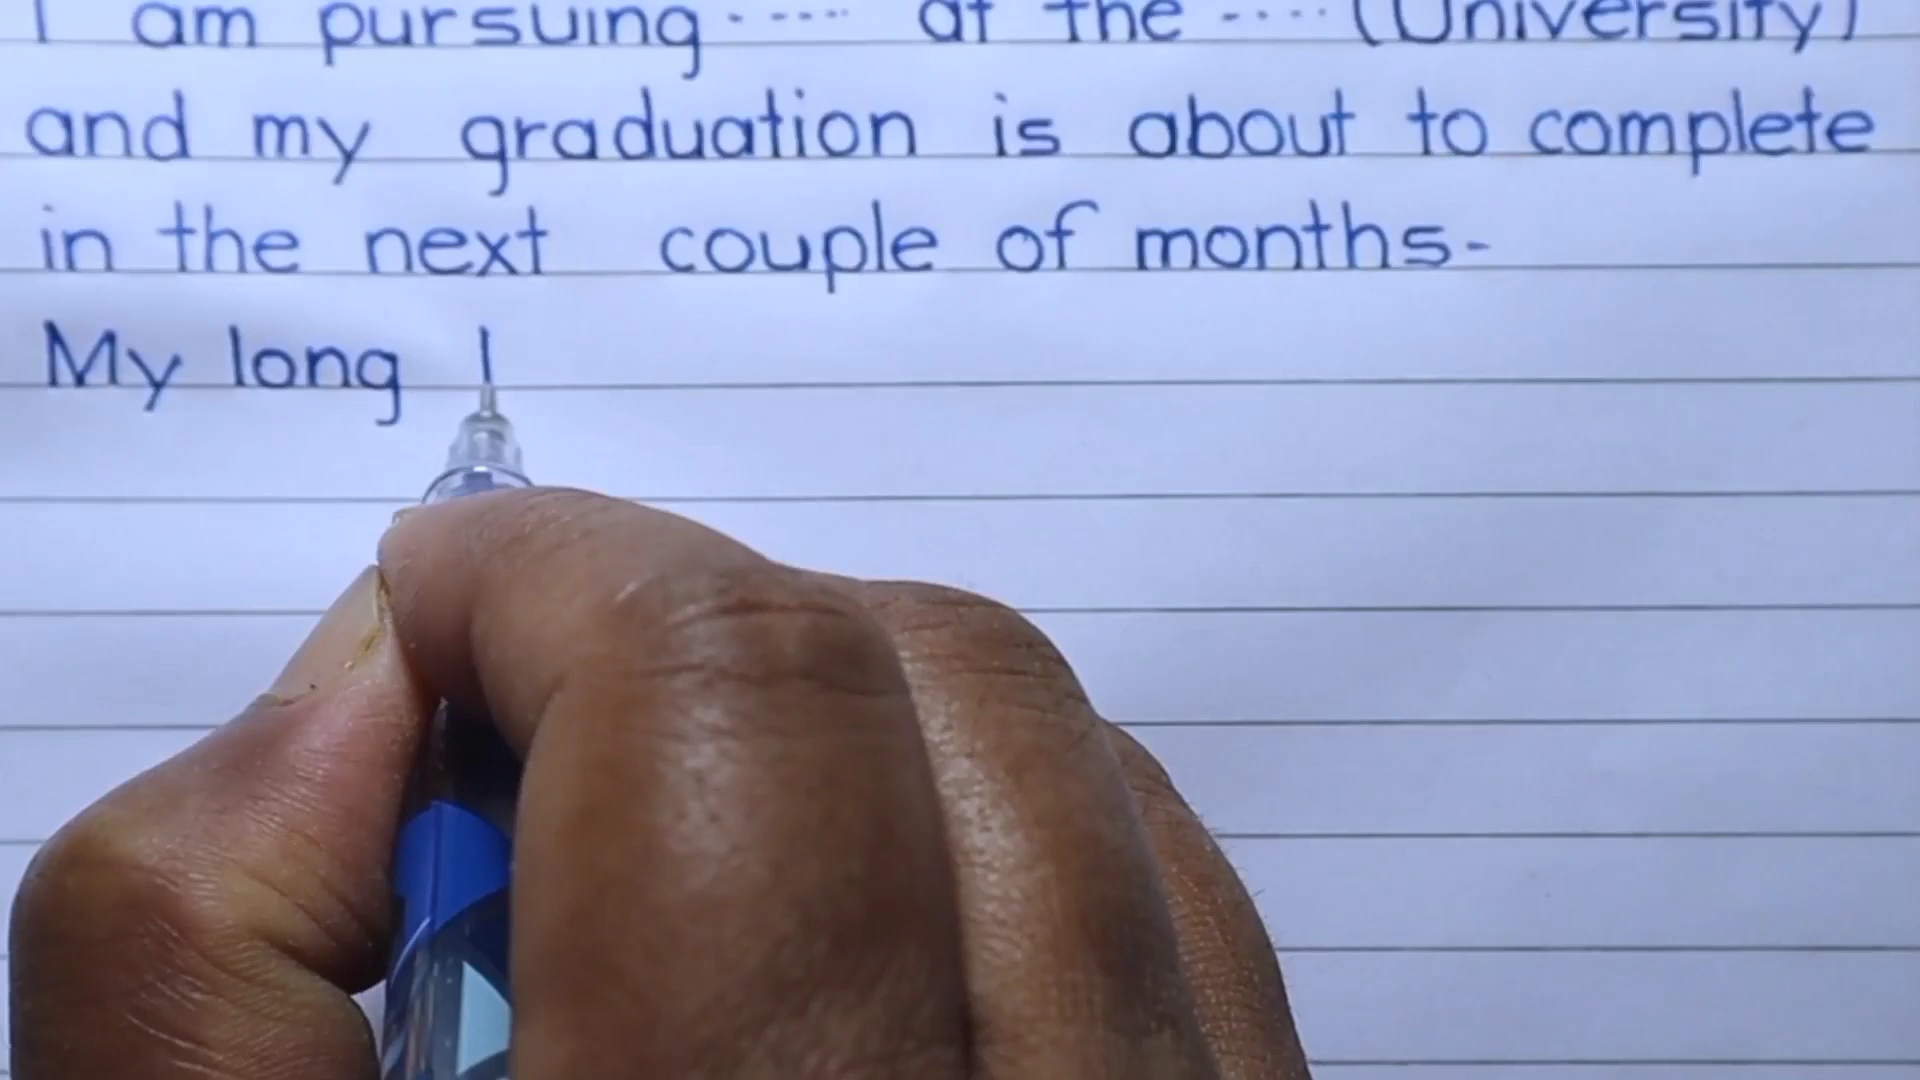 I am pursuing ..... at the .... (University)
and my graduation is about to complete
in the next couple of months-
My long l